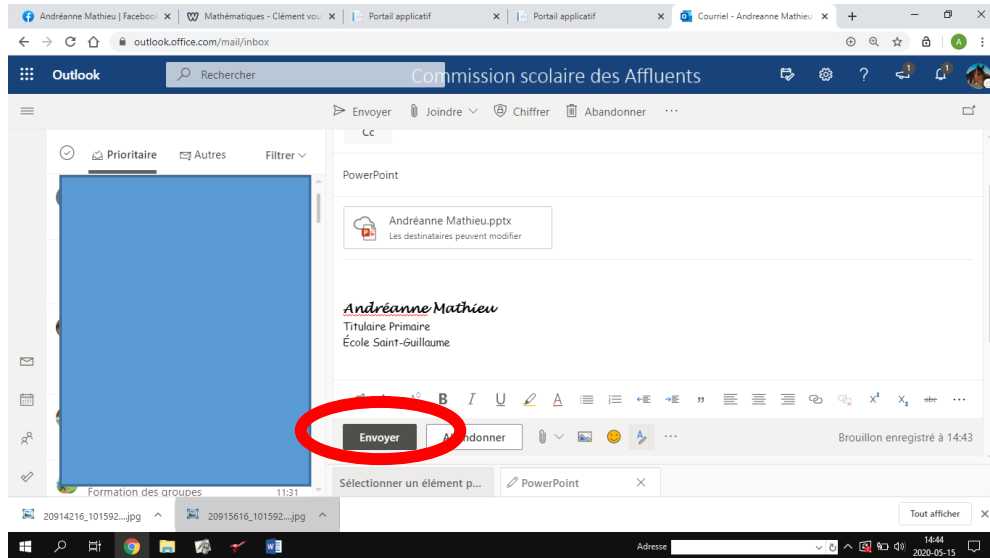 Andréanne Mathieu | Facebook
Mathématiques - Clément vou
Portail applicatif
Portail applicatif
Courriel - Andreanne Mathieu
outlook.office.com/mail/inbox
A
Outlook
Rechercher
Commission scolaire des Affluents
1
1
Envoyer
Joindre
Chiffrer
Abandonner
Cc
Prioritaire
Autres
Filtrer
PowerPoint
Andréanne Mathieu.pptx
Les destinataires peuvent modifier
Andréanne Mathieu
Titulaire Primaire
École Saint-Guillaume
B I U A
Envoyer
Abandonner
Brouillon enregistré à 14:43
Formation des groupes 11:31
Sélectionner un élément p...
PowerPoint
20914216_101592....jpg
20915616_101592....jpg
Tout afficher
Adresse
14:44
2020-05-15